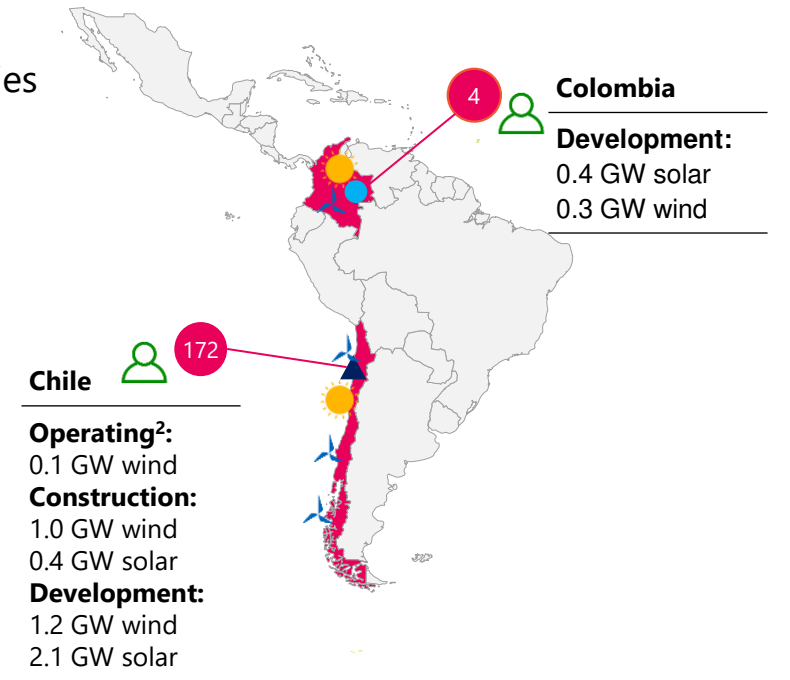 es
4
Colombia
Development:
0.4 GW solar
0.3 GW wind
172
Chile
Operating²:
0.1 GW wind
Construction:
1.0 GW wind
0.4 GW solar
Development:
1.2 GW wind
2.1 GW solar